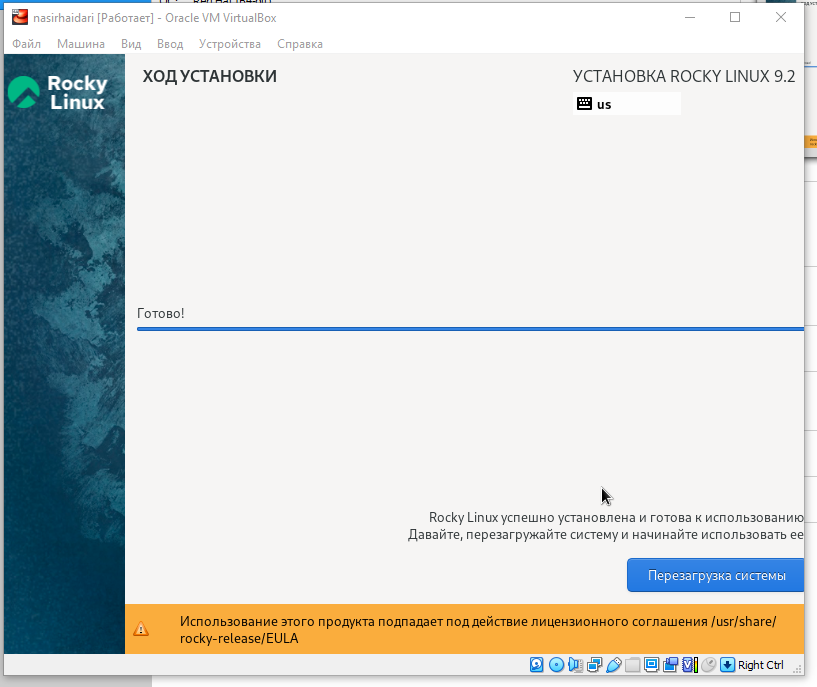 nasirhaidari [Работает] - Oracle VM VirtualBox
Файл Машина Вид Ввод Устройства Справка
Rocky
Linux
ХОД УСТАНОВКИ
УСТАНОВКА ROCKY LINUX 9.2
us
Готово!
Rocky Linux успешно установлена и готова к использованию
Давайте, перезагружайте систему и начинайте использовать ее
Перезагрузка системы
Использование этого продукта подпадает под действие лицензионного соглашения /usr/share/
rocky-release/EULA
Right Ctrl